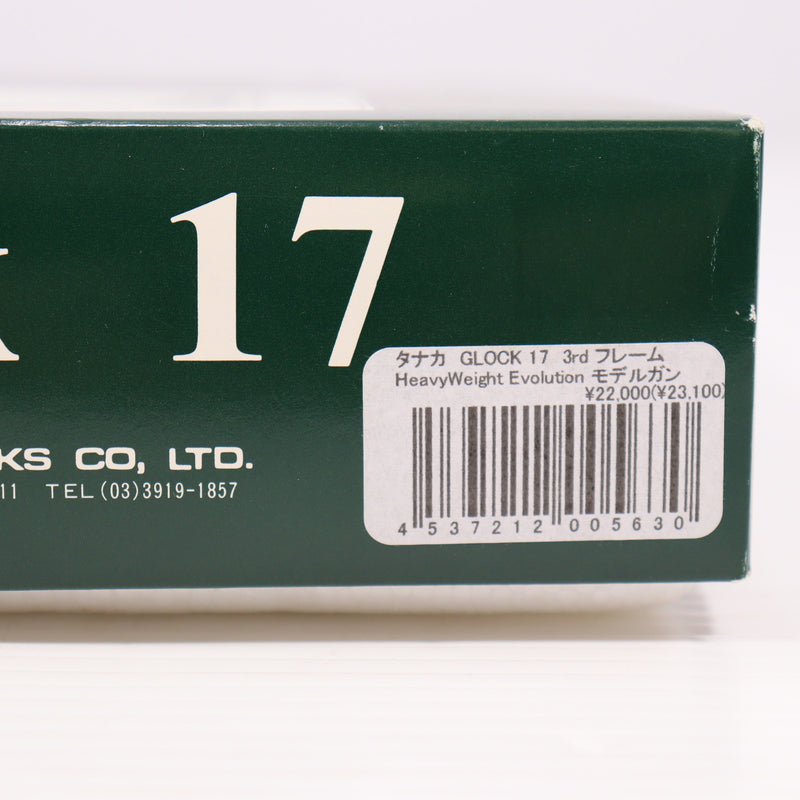 17
タナカ GLOCK 17 3rd フレーム
HeavyWeight Evolution モデルガン
¥22,000(¥23,100)
4 537212 005630
KS CO, LTD.
11 TEL(03)3919-1857